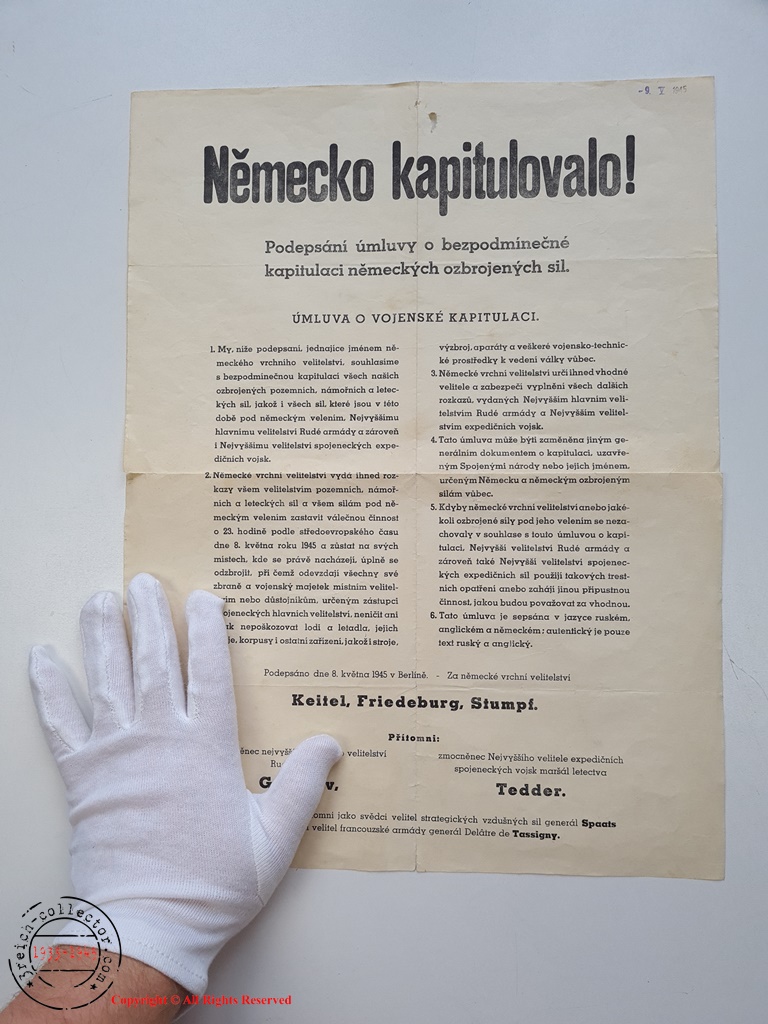 -9. V 1945
Německo kapitulovalo!
Podepsání úmluvy o bezpodmínečné
kapitulaci německých ozbrojených sil.
ÚMLUVA O VOJENSKÉ KAPITULACI.
1. My, níže podepsaní, jednajíce jménem ně-
meckého vrchního velitelství, souhlasíme
s bezpodmínečnou kapitulací všech našich
ozbrojených pozemních, námořních a letec-
kých sil, jakož i všech sil, které jsou v této
době pod německým velením, Nejvyššímu
hlavnímu velitelství Rudé armády a zároveň
i Nejvyššímu velitelství spojeneckých expe-
dičních vojsk.
2. Německé vrchní velitelství vydá ihned roz-
kazy všem velitelstvím pozemních, námoř-
ních a leteckých sil a všem silám pod ně-
meckým velením zastavit válečnou činnost
o 23. hodině podle středoevropského času
dne 8. května roku 1945 a zůstat na svých
místech, kde se právě nacházejí, úplně se
odzbrojit, při čemž odevzdají všechny své
zbraně a vojenský majetek místním velitel-
nebo důstojníkům, určeným zástupci
hlavních velitelství, neničit ani
nepoškozovat lodi a letadla, jejich
korpusy i ostatní zařízení, jakož i stroje,
výzbroj, aparáty a veškeré vojensko-technic-
ké prostředky k vedení války vůbec.
3. Německé vrchní velitelství určí ihned vhodné
velitele a zabezpečí vyplnění všech dalších
rozkazů, vydaných Nejvyšším hlavním veli-
telstvím Rudé armády a Nejvyšším velitel-
stvím expedičních vojsk.
4. Tato úmluva může býti zaměněna jiným ge-
nerálním dokumentem o kapitulaci, uzavře-
ným Spojenými národy nebo jejich jménem,
určeným Německu a německým ozbrojeným
silám vůbec.
5. Kdyby německé vrchní velitelství anebo jaké-
koli ozbrojené síly pod jeho velením se neza-
chovaly v souhlase s touto úmluvou o kapi-
tulaci, Nejvyšší velitelství Rudé armády a
zároveň také Nejvyšší velitelství spojenec-
kých expedičních sil použijí takových trest-
ních opatření anebo zahájí jinou přípustnou
činnost, jakou budou považovat za vhodnou.
6. Tato úmluva je sepsána v jazyce ruském,
anglickém a německém; autentický je pouze
text ruský a anglický.
Podepsáno dne 8. května 1945 v Berlíně. - Za německé vrchní velitelství
Keitel, Friedeburg, Stumpf.
Přítomni:
velitelství
zmocněnec Nejvyššího velitele expedičních
spojeneckých vojsk maršál letectva
Tedder.
jako svědci velitel strategických vzdušných sil generál Spaats
velitel francouzské armády generál Delâtre de Tassigny.
3reich-collector.com
1933-1945
Copyright © All Rights Reserved